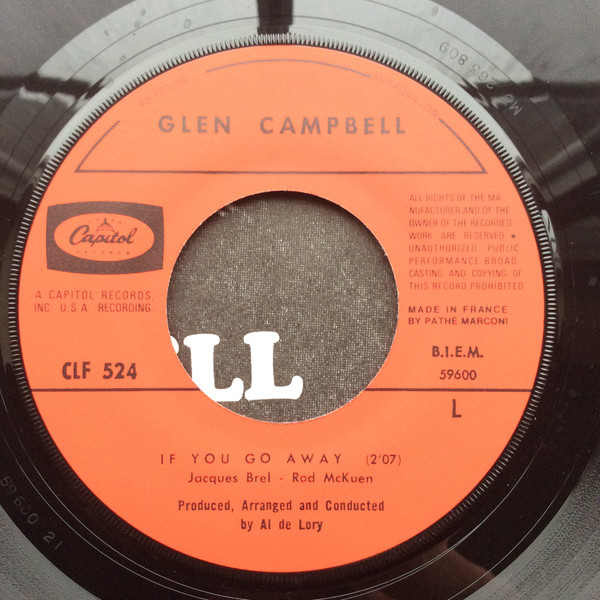 GLEN CAMPBELL
Capitol
RECORDS
A CAPITOL RECORDS,
INC. U.S.A. RECORDING
ALL RIGHTS OF THE MA
NUFACTURER AND OF THE
OWNER OF THE RECORDED
WORK ARE RESERVED •
UNAUTHORIZED PUBLIC
PERFORMANCE BROAD-
CASTING AND COPYING OF
THIS RECORD PROHIBITED
MADE IN FRANCE
BY PATHE MARCONI
CLF 524
B.I.E.M.
59600
L
LL
IF YOU GO AWAY (2'07)
Jacques Brel - Rod McKuen
Produced, Arranged and Conducted
by Al de Lory
59600 21